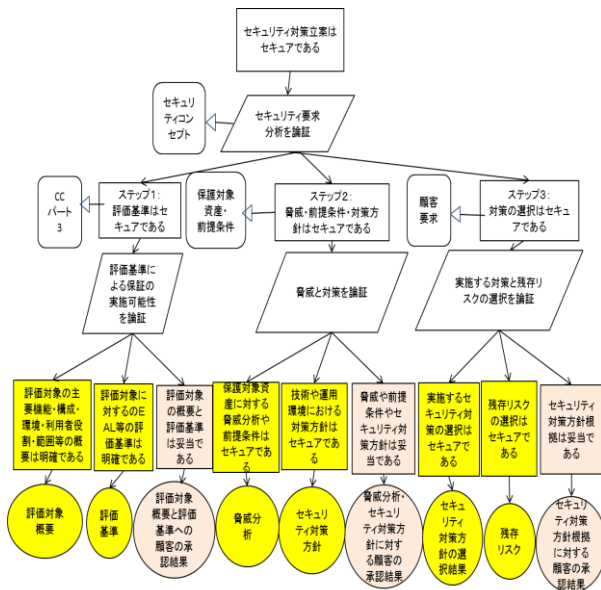 セキュリティ対策立案は
セキュアである
セキュリ
ティコン
セプト
セキュリティ要求
分析を論証
CC
パート
3
ステップ1:
評価基準はセ
キュアである
保護対象
資産・
前提条件
ステップ2:
脅威・前提条件・対策方
針はセキュアである
顧客
要求
ステップ3:
対策の選択はセキュ
アである
評価基準によ
る保証の
実施可能性
を論証
脅威と対策を論証
実施する対策と残存リ
スクの選択を論証
評価対象の主
要機能・構成・
環境・利用者役
割・範囲等の概
要は明確である
評価対象に
対するのE
AL等の評
価基準は
明確である
評価対象
の概要と
評価基準
は妥当で
ある
保護対象資
産に対する
脅威分析や
前提条件は
セキュアであ
る
技術や運用
環境における
対策方針は
セキュアであ
る
脅威や前提
条件やセキュ
リティ対策方
針は妥当で
ある
実施するセ
キュリティ対
策の選択は
セキュアであ
る
残存リスク
の選択は
セキュアで
ある
セキュリ
ティ対策
方針根拠
は妥当で
ある
評価対象
概要
評価
基準
評価対象
概要と評価
基準への
顧客の承
認結果
脅威分
析
セキュリ
ティ対策
方針
脅威分析・セ
キュリティ対
策方針に対す
る顧客の承
認結果
セキュリ
ティ対策
方針の選
択結果
残存
リスク
セキュリティ対策
方針根拠
に対する
顧客の承
認結果